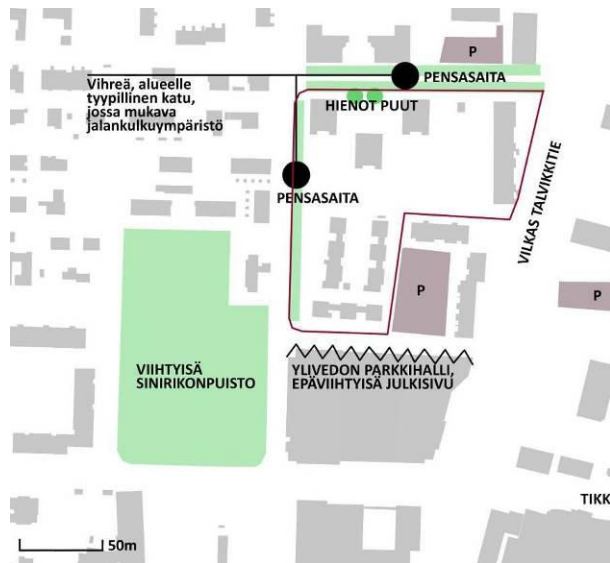 P
PENSASAITA
Vihreä, alueelle
tyypillinen katu,
jossa mukava
jalankulkuympäristö
HIENOT PUUT
PENSASAITA
VILKAS TALVIKKITIE
P
P
VIIHTYISÄ
SINIRIKONPUISTO
YLIVEDON PARKKIHALLI,
EPÄVIIHTYISÄ JULKISIVU
TIKK
50m